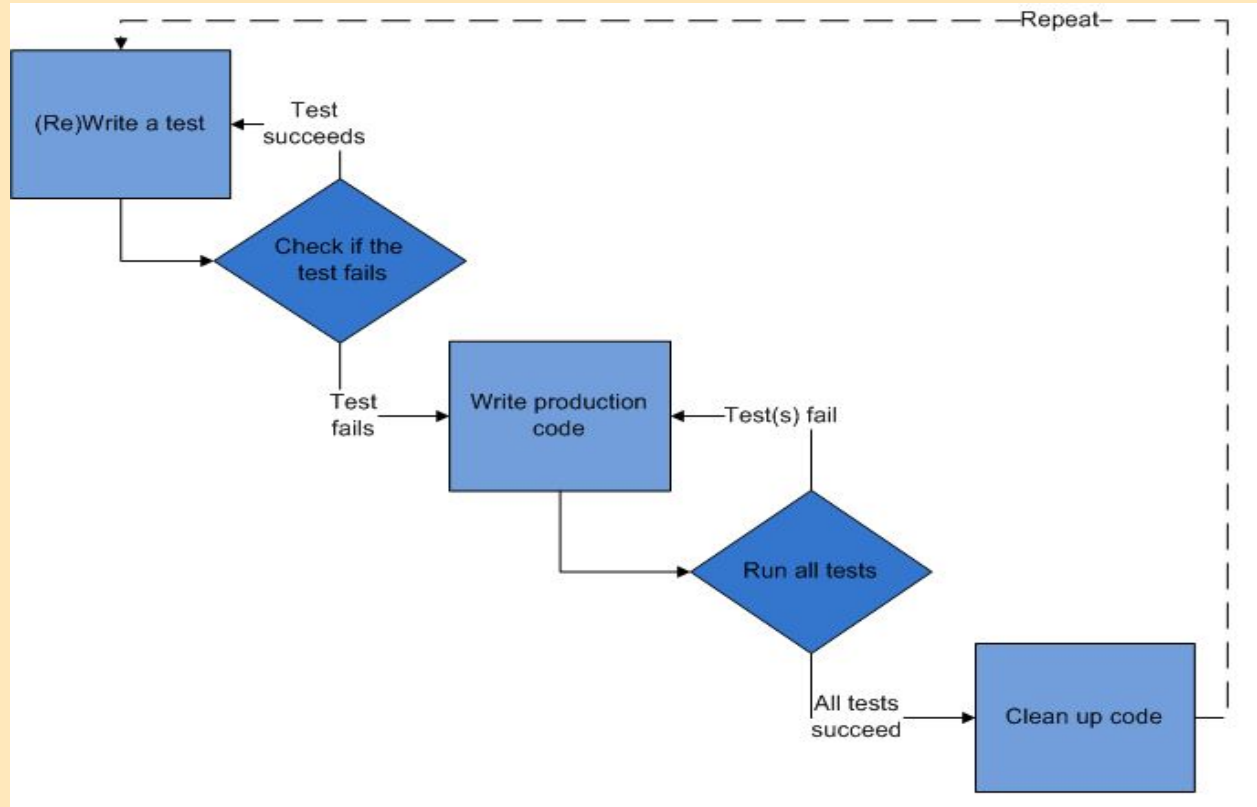 Repeat
(Re)Write a test
Test
succeeds
Check if the
test fails
Test
fails
Write production
code
Test(s) fail
Run all tests
All tests
succeed
Clean up code